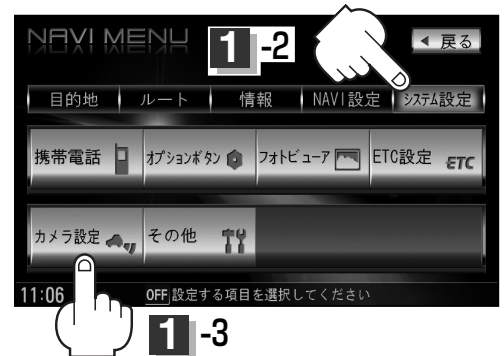 NAVI MENU 1-2 ◀ 戻る
目的地 ルート 情報 NAVI設定 システム設定
携帯電話 オプションボタン フォトビューア ETC設定 ETC
カメラ設定 その他
11:06 OFF 設定する項目を選択してください
1-3